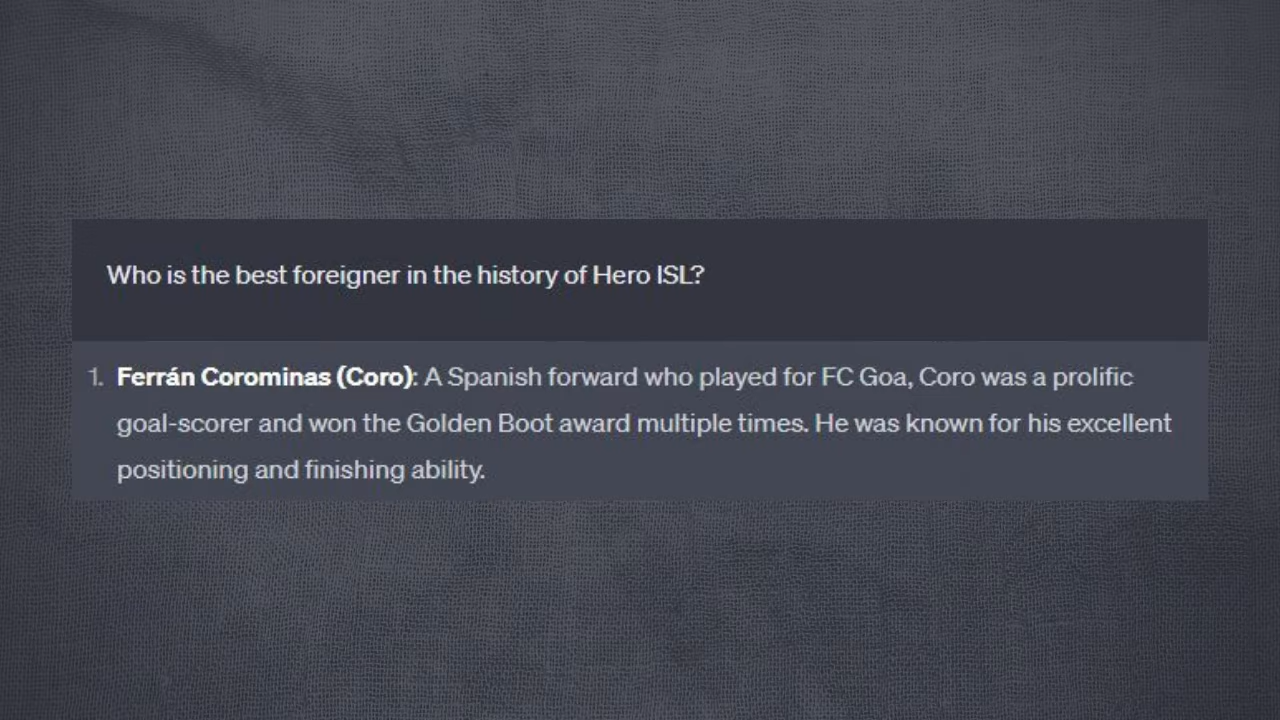 Who is the best foreigner in the history of Hero ISL?
1. Ferrán Corominas (Coro): A Spanish forward who played for FC Goa, Coro was a prolific
goal-scorer and won the Golden Boot award multiple times. He was known for his excellent
positioning and finishing ability.